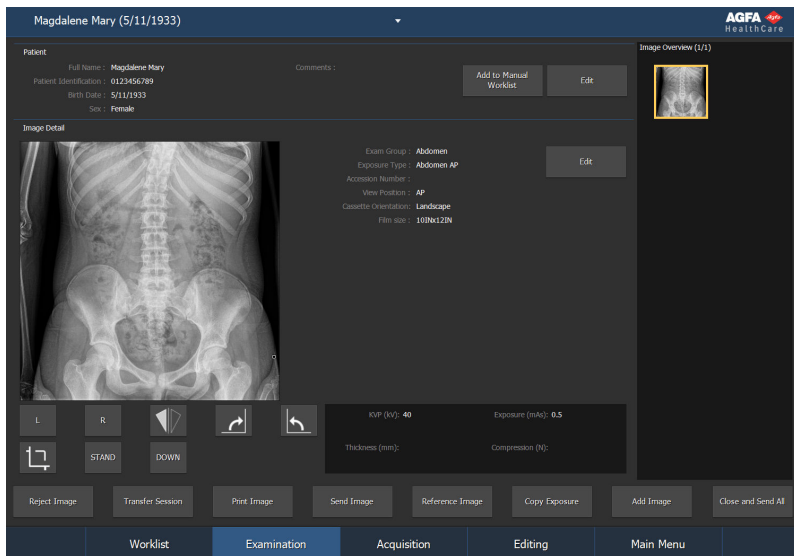 Magdalene Mary (5/11/1933)
AGFA Agfa
HealthCare
Patient
Full Name : Magdalene Mary
Patient Identification : 0123456789
Birth Date : 5/11/1933
Sex : Female
Comments :
Add to Manual
Worklist
Edit
Image Overview (1/1)
Image Detail
Exam Group : Abdomen
Exposure Type : Abdomen AP
Accession Number :
View Position : AP
Cassette Orientation: Landscape
Film size : 10INx12IN
Edit
L
R
STAND
DOWN
KVP (kV): 40
Exposure (mAs): 0.5
Thickness (mm):
Compression (N):
Reject Image
Transfer Session
Print Image
Send Image
Reference Image
Copy Exposure
Add Image
Close and Send All
Worklist
Examination
Acquisition
Editing
Main Menu